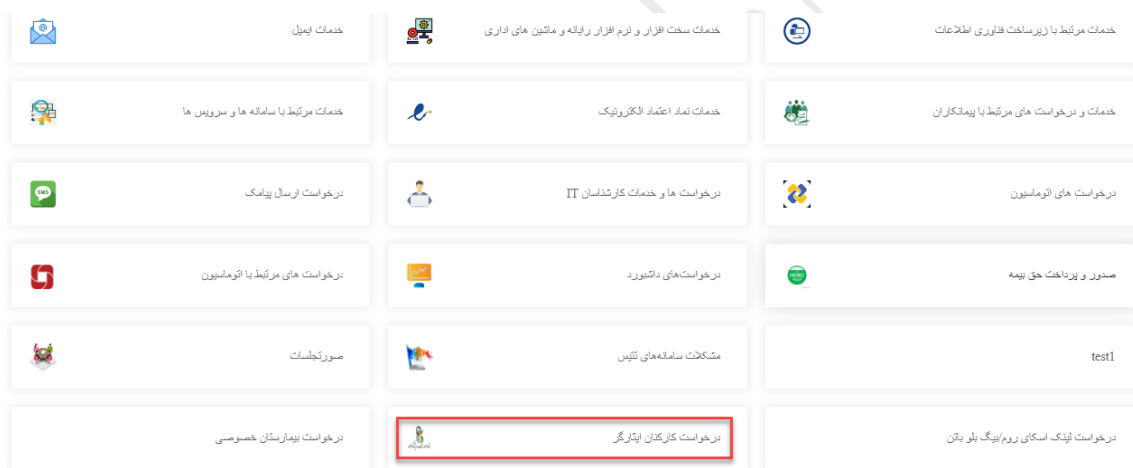 خدمات مرتبط با زیرساخت فناوری اطلاعات
خدمات سخت افزار و نرم افزار رایانه و ماشین های اداری
خدمات ایمیل
خدمات و درخواست های مرتبط با پیمانکاران
خدمات نماد اعتماد الکترونیک
خدمات مرتبط با سامانه ها و سرویس ها
درخواست های اتوماسیون
درخواست ها و خدمات کارشناسان IT
درخواست ارسال پیامک
SMS
صدور و پرداخت حق بیمه
درخواست‌های داشبورد
درخواست های مرتبط با اتوماسیون
test1
مشکلات سامانه‌های تتیس
صورتجلسات
درخواست لینک اسکای روم/بیگ بلو باتن
درخواست کارکنان ایثارگر
درخواست بیمارستان خصوصی